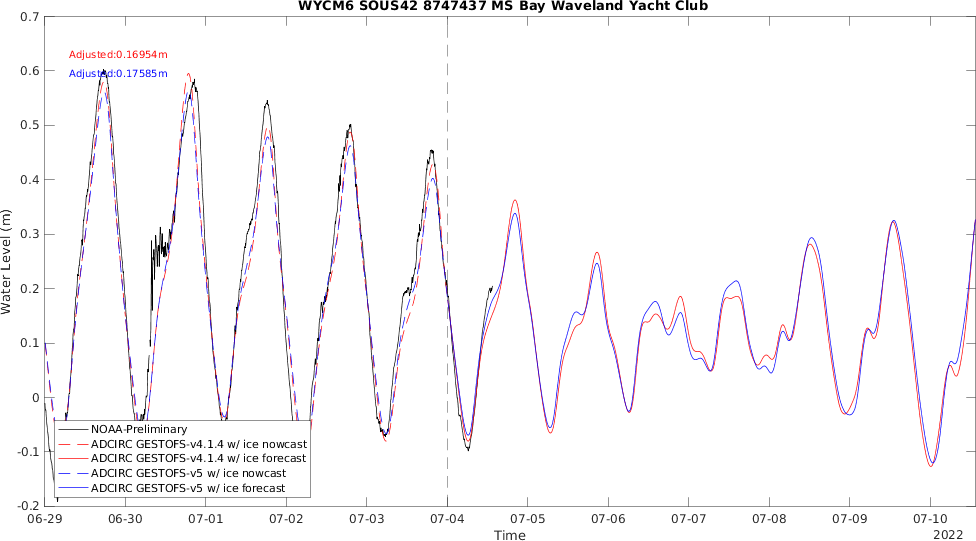 WYCM6 SOUS42 8747437 MS Bay Waveland Yacht Club
0.7
0.6
0.5
0.4
0.3
0.2
0.1
0
-0.1
-0.2
Water Level (m)
Adjusted:0.16954m
Adjusted:0.17585m
NOAA-Preliminary
ADCIRC GESTOFS-v4.1.4 w/ ice nowcast
ADCIRC GESTOFS-v4.1.4 w/ ice forecast
ADCIRC GESTOFS-v5 w/ ice nowcast
ADCIRC GESTOFS-v5 w/ ice forecast
06-29 06-30 07-01 07-02 07-03 07-04 07-05 07-06 07-07 07-08 07-09 07-10
Time
2022